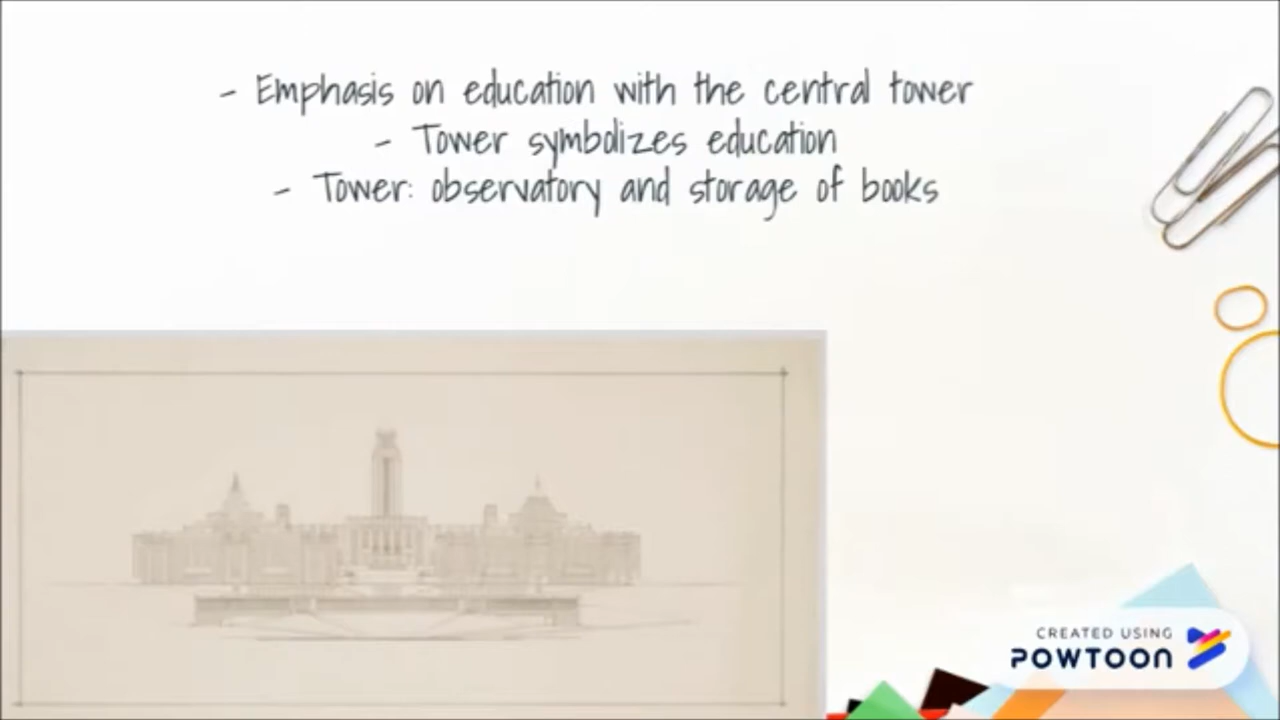 - Emphasis on education with the central tower
- Tower symbolizes education
- Tower: observatory and storage of books
CREATED USING
POWTOON